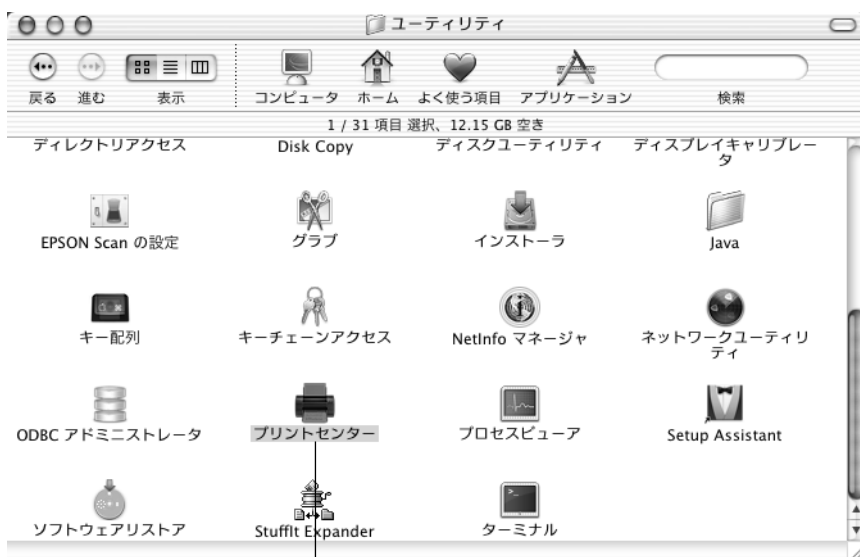 ユーティリティ
戻る 進む 表示 コンピュータ ホーム よく使う項目 アプリケーション 検索
1 / 31 項目 選択、12.15 GB 空き
ディレクトリアクセス Disk Copy ディスクユーティリティ ディスプレイキャリブレー
タ
EPSON Scan の設定 グラブ インストーラ Java
キー配列 キーチェーンアクセス NetInfo マネージャ ネットワークユーティリ
ティ
ODBC アドミニストレータ プリントセンター プロセスビューア Setup Assistant
ソフトウェアリストア StuffIt Expander ターミナル